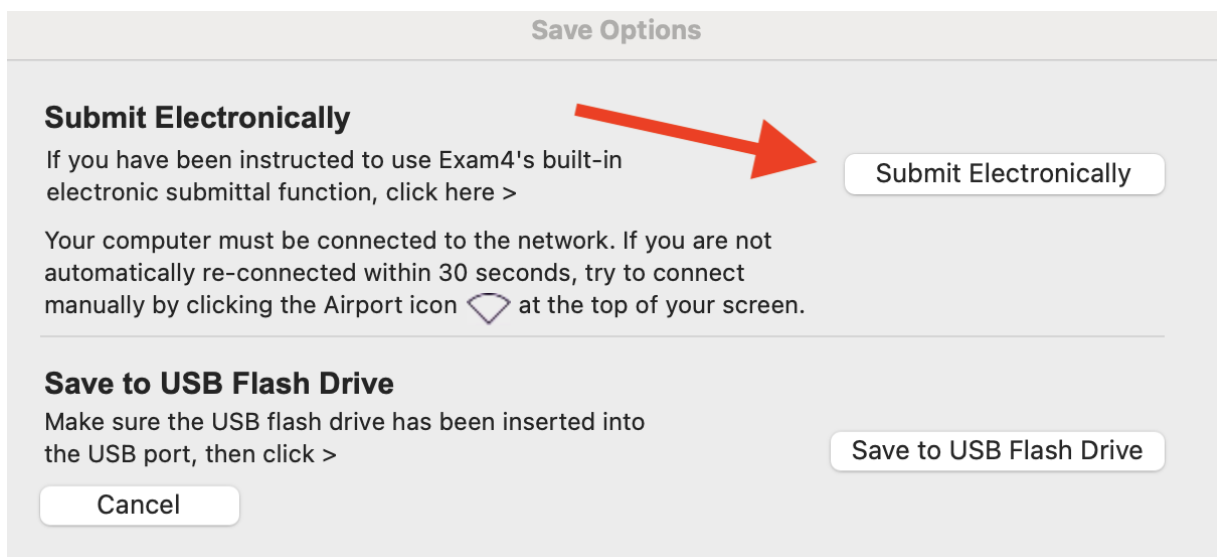 Save Options
Submit Electronically
If you have been instructed to use Exam4's built-in
electronic submittal function, click here >
Submit Electronically
Your computer must be connected to the network. If you are not
automatically re-connected within 30 seconds, try to connect
manually by clicking the Airport icon at the top of your screen.
Save to USB Flash Drive
Make sure the USB flash drive has been inserted into
the USB port, then click >
Save to USB Flash Drive
Cancel